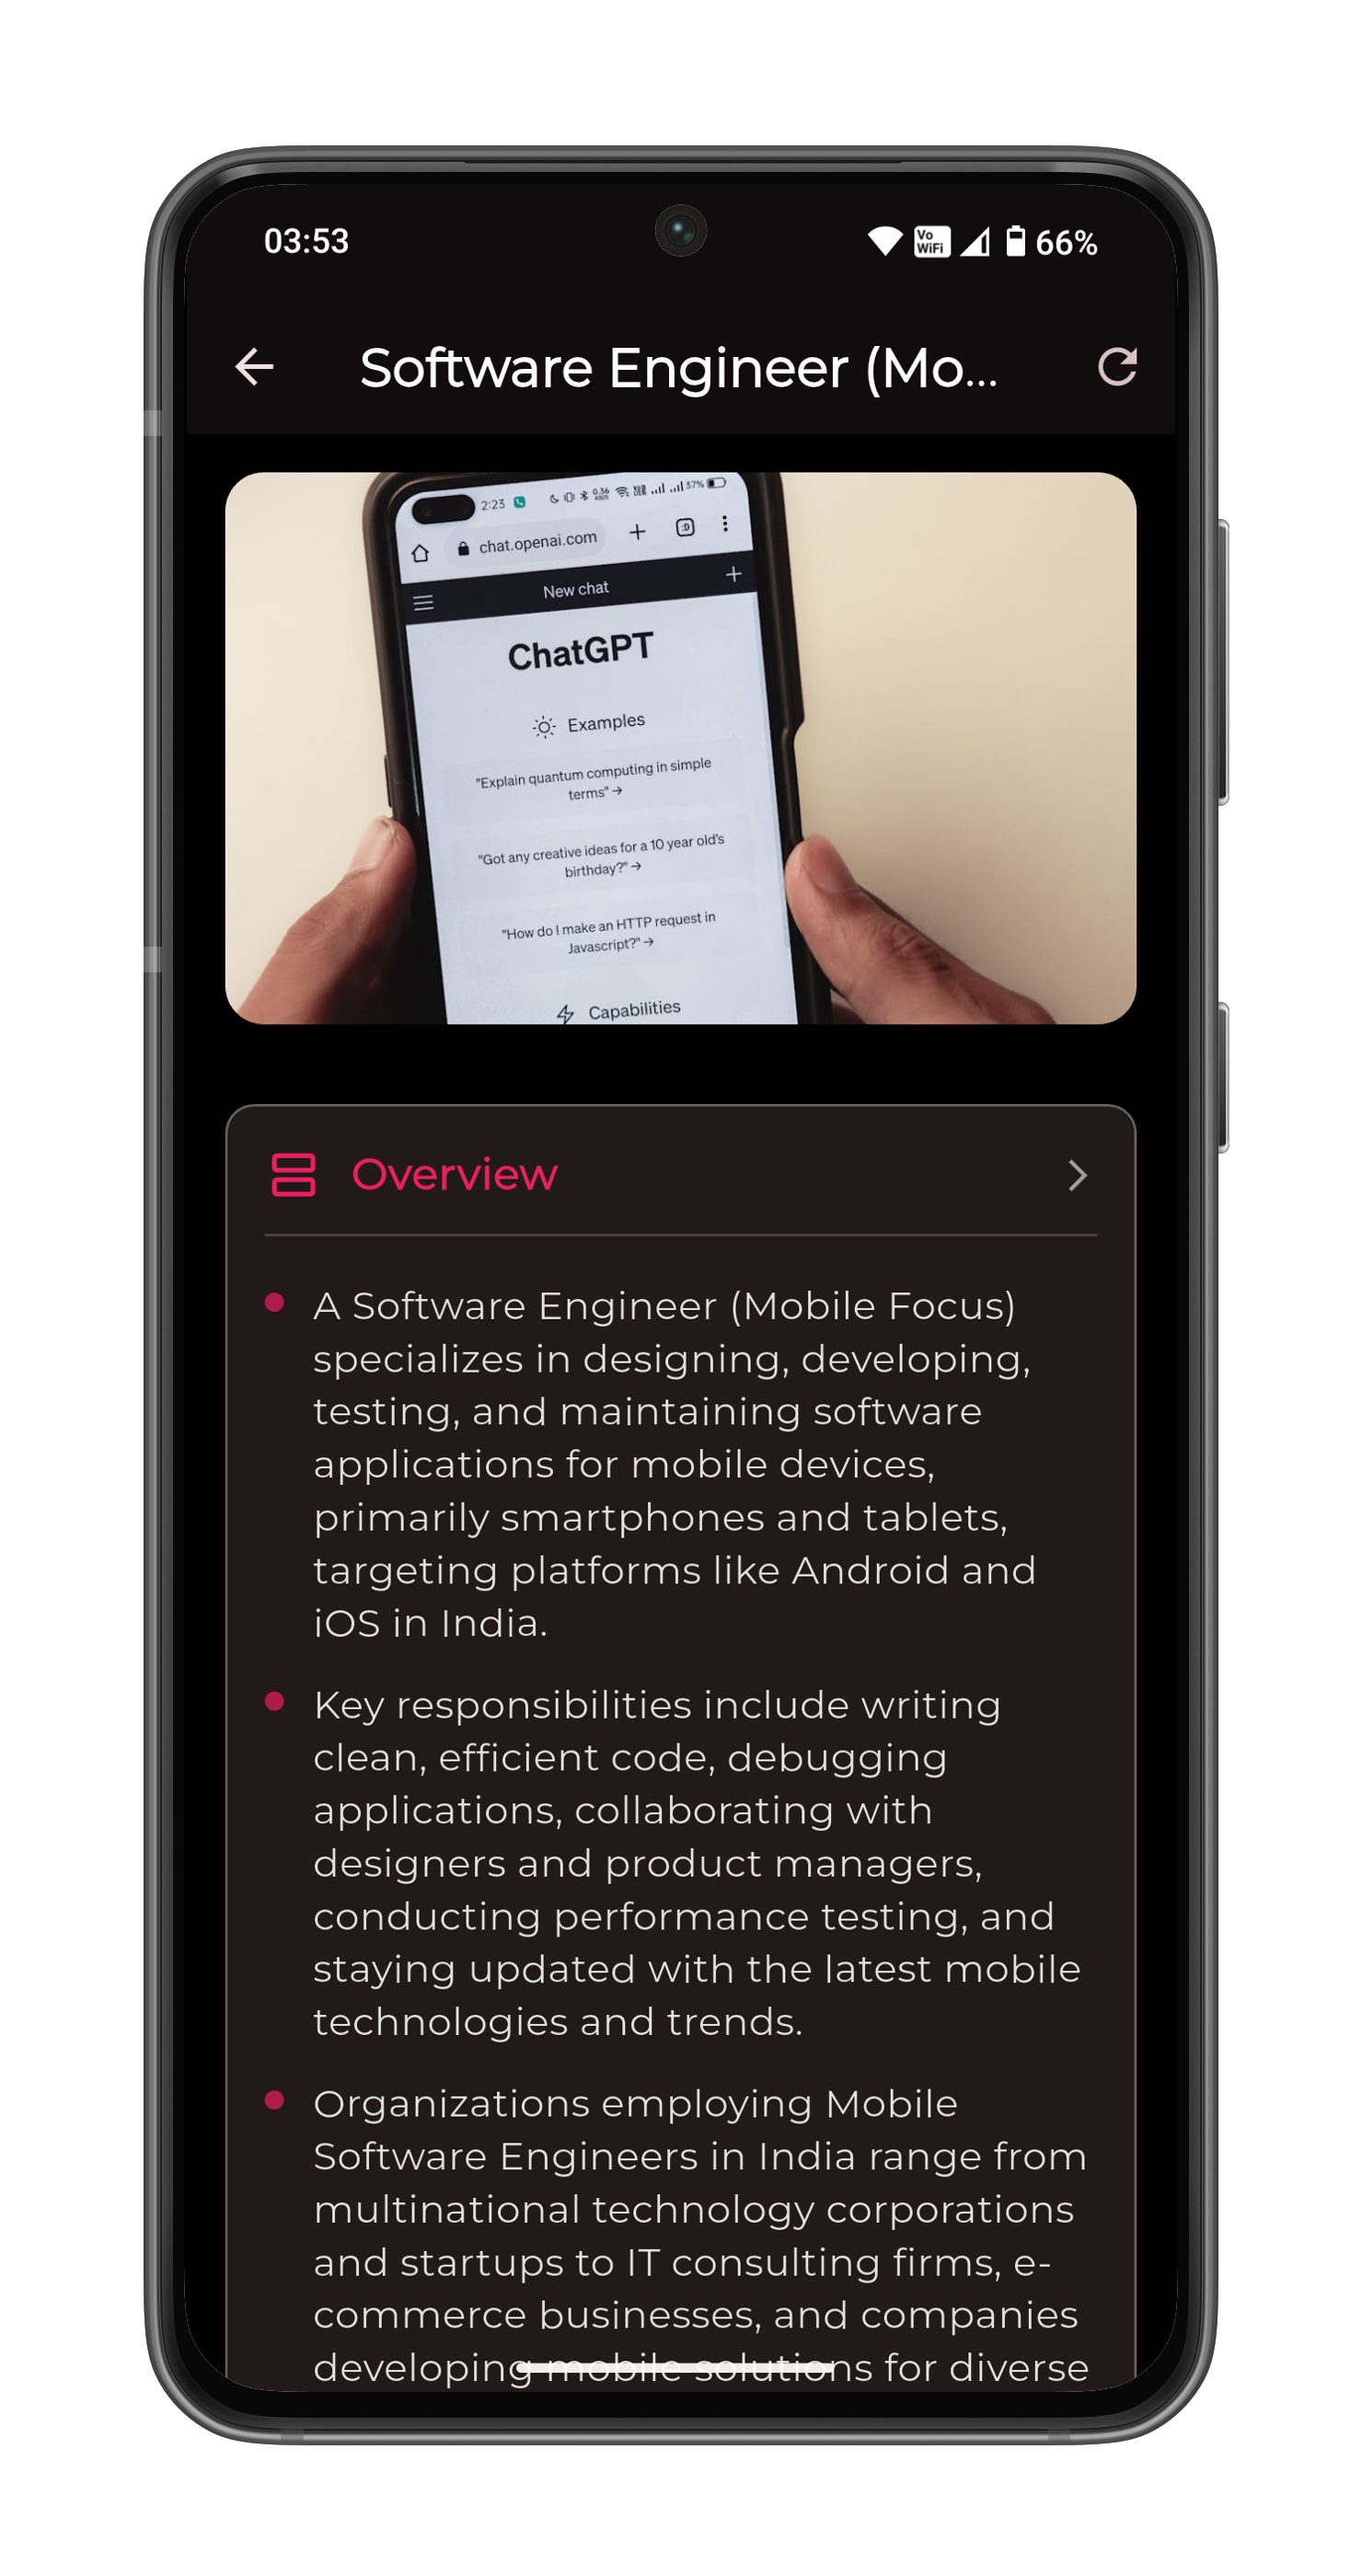 03:53
Vo
WiFi
66%
Software Engineer (Mo...
2:23
37%
chat.openai.com
:D
New chat
ChatGPT
Examples
"Explain quantum computing in simple
terms" →
"Got any creative ideas for a 10 year old's
birthday?" →
"How do I make an HTTP request in
Javascript?" →
Capabilities
Overview
A Software Engineer (Mobile Focus)
specializes in designing, developing,
testing, and maintaining software
applications for mobile devices,
primarily smartphones and tablets,
targeting platforms like Android and
iOS in India.
Key responsibilities include writing
clean, efficient code, debugging
applications, collaborating with
designers and product managers,
conducting performance testing, and
staying updated with the latest mobile
technologies and trends.
Organizations employing Mobile
Software Engineers in India range from
multinational technology corporations
and startups to IT consulting firms, e-
commerce businesses, and companies
developing mobile solutions for diverse